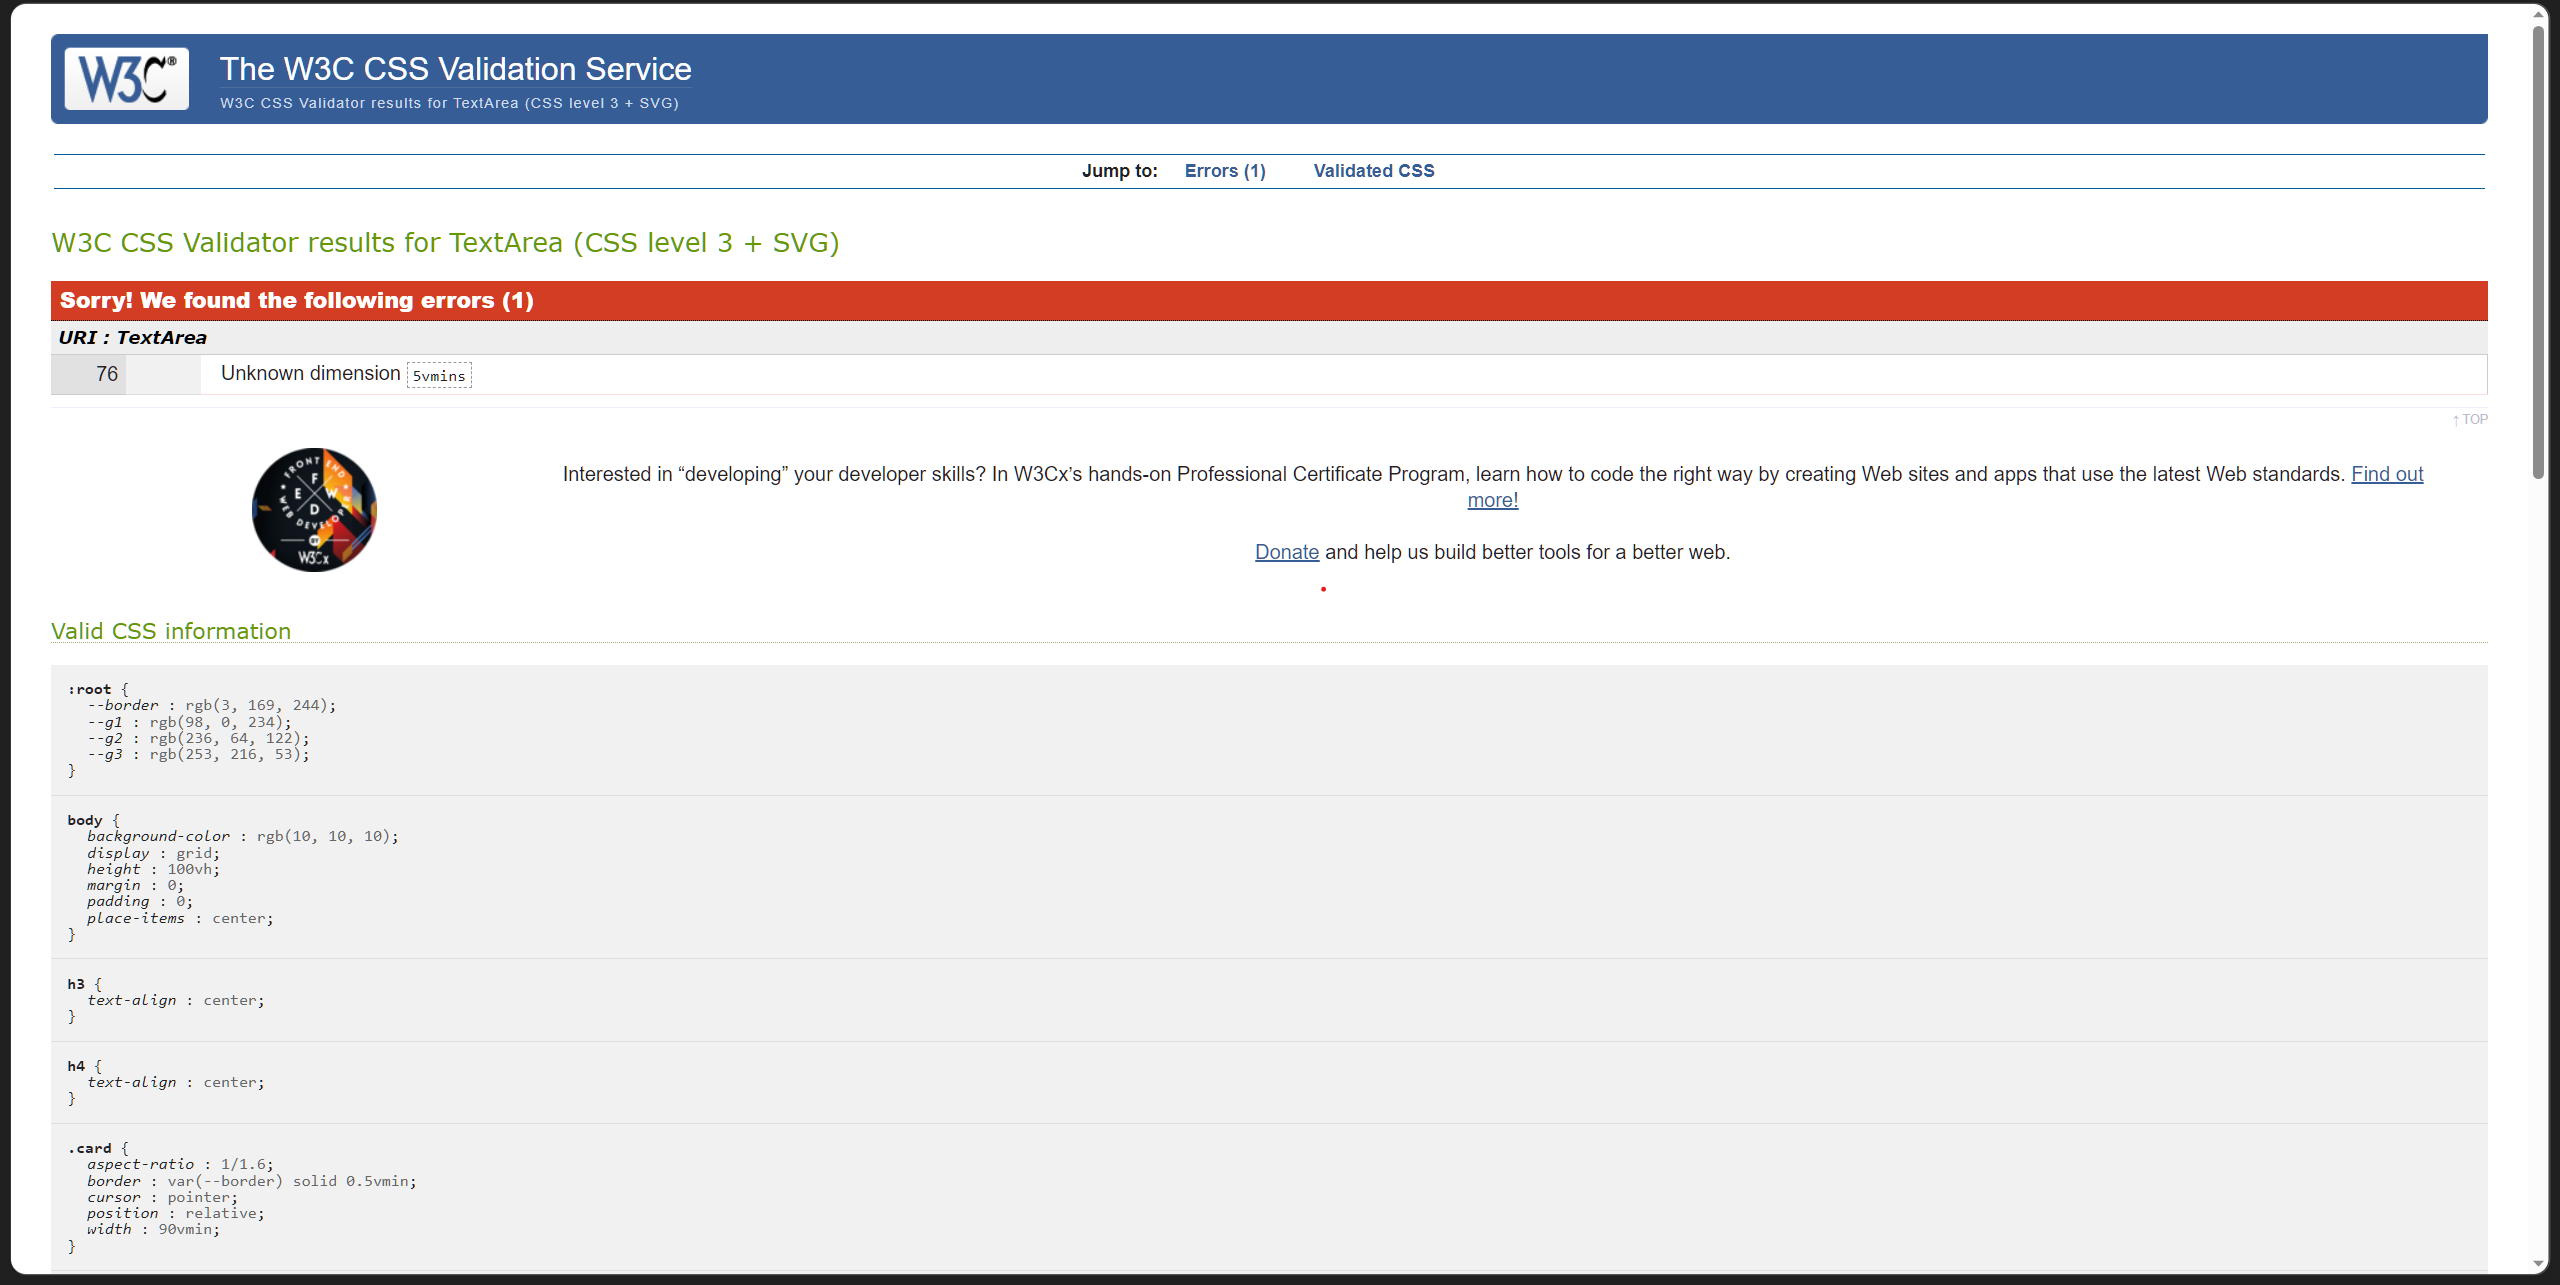 W3C®
The W3C CSS Validation Service
W3C CSS Validator results for TextArea (CSS level 3 + SVG)
Jump to: Errors (1) Validated CSS
W3C CSS Validator results for TextArea (CSS level 3 + SVG)
Sorry! We found the following errors (1)
URI : TextArea
76 Unknown dimension 5vmins
↑ TOP
FRONT END
F
E W
D
WEB DEVELOPER
BY
W3Cx
Interested in “developing” your developer skills? In W3Cx’s hands-on Professional Certificate Program, learn how to code the right way by creating Web sites and apps that use the latest Web standards. Find out
more!
Donate and help us build better tools for a better web.
Valid CSS information
:root {
--border : rgb(3, 169, 244);
--g1 : rgb(98, 0, 234);
--g2 : rgb(236, 64, 122);
--g3 : rgb(253, 216, 53);
}
body {
background-color : rgb(10, 10, 10);
display : grid;
height : 100vh;
margin : 0;
padding : 0;
place-items : center;
}
h3 {
text-align : center;
}
h4 {
text-align : center;
}
.card {
aspect-ratio : 1/1.6;
border : var(--border) solid 0.5vmin;
cursor : pointer;
position : relative;
width : 90vmin;
}